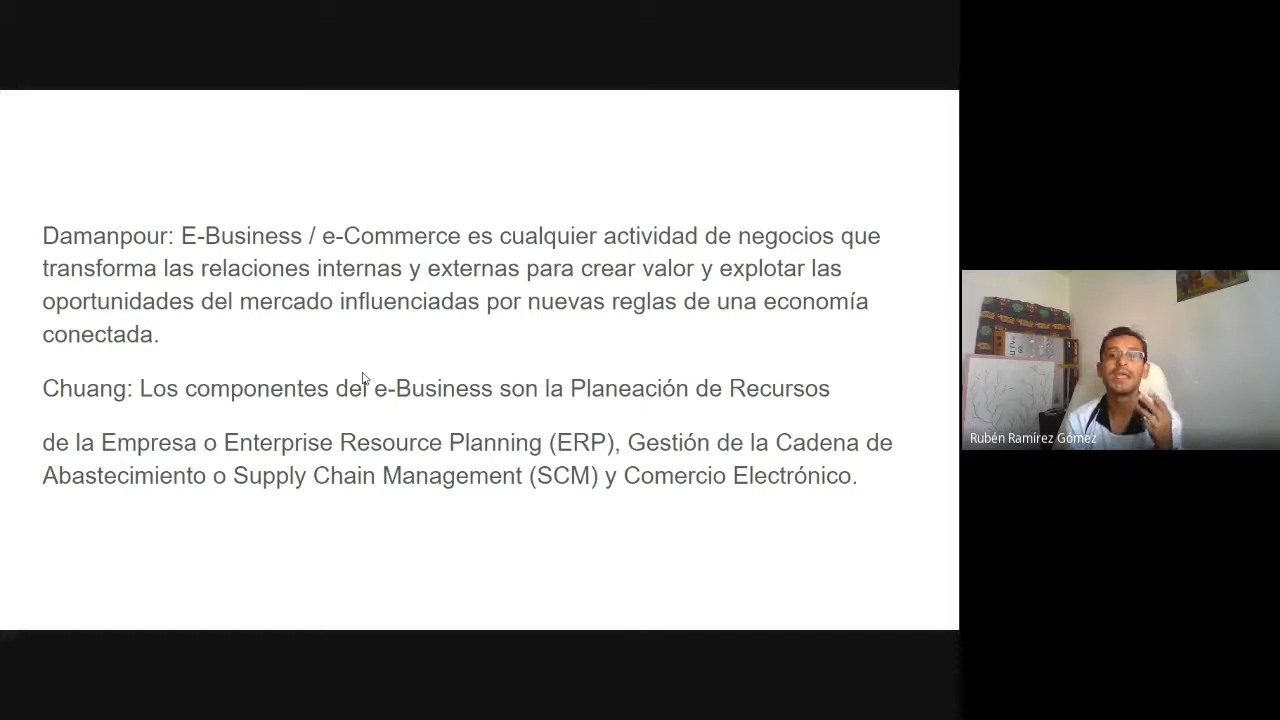 Damanpour: E-Business / e-Commerce es cualquier actividad de negocios que
transforma las relaciones internas y externas para crear valor y explotar las
oportunidades del mercado influenciadas por nuevas reglas de una economía
conectada.
Chuang: Los componentes del e-Business son la Planeación de Recursos
de la Empresa o Enterprise Resource Planning (ERP), Gestión de la Cadena de
Abastecimiento o Supply Chain Management (SCM) y Comercio Electrónico.
Rubén Ramírez Gómez